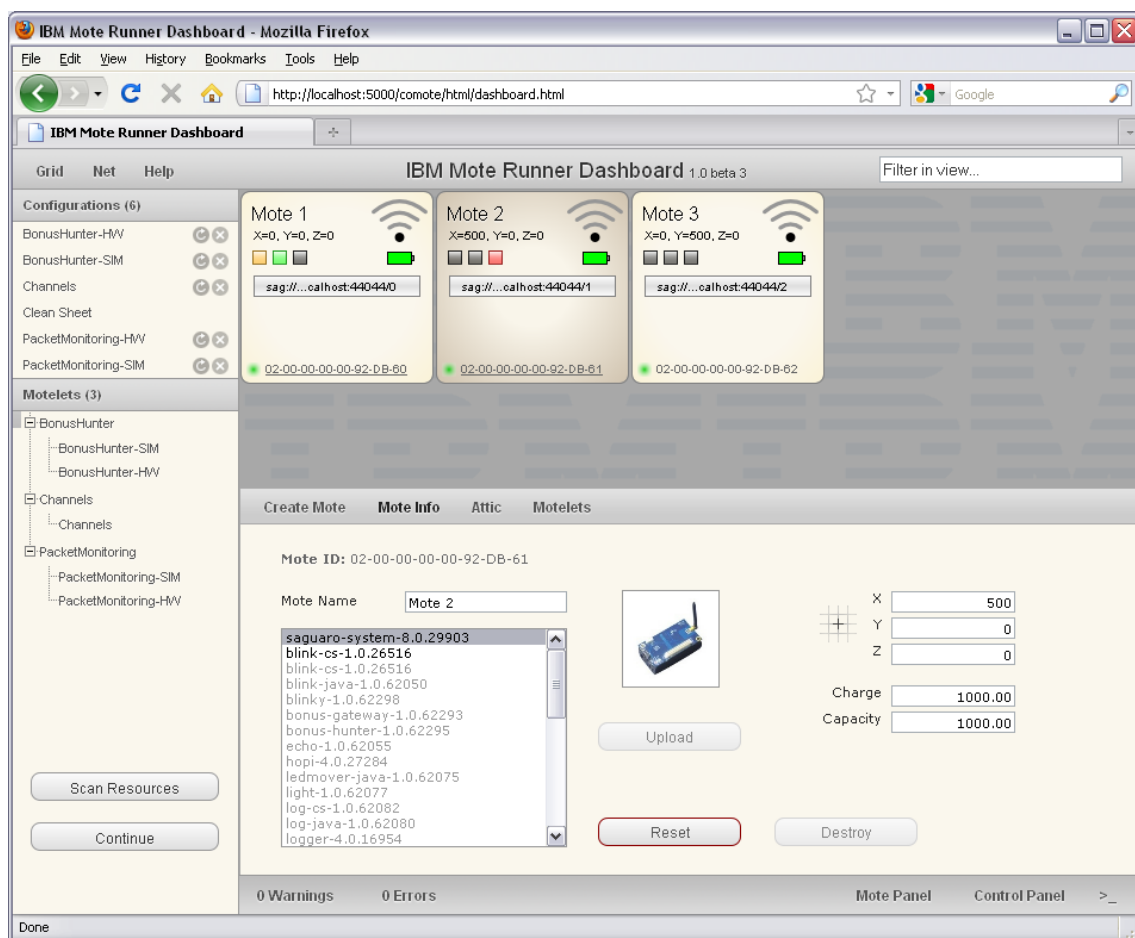 IBM Mote Runner Dashboard - Mozilla Firefox
File Edit View History Bookmarks Tools Help
http://localhost:5000/comote/html/dashboard.html
Google
IBM Mote Runner Dashboard
Grid Net Help
IBM Mote Runner Dashboard 1.0 beta 3
Filter in view...
Configurations (6)
BonusHunter-HW
BonusHunter-SIM
Channels
Clean Sheet
PacketMonitoring-HW
PacketMonitoring-SIM
Motelets (3)
BonusHunter
BonusHunter-SIM
BonusHunter-HW
Channels
Channels
PacketMonitoring
PacketMonitoring-SIM
PacketMonitoring-HW
Scan Resources
Continue
Mote 1
X=0, Y=0, Z=0
sag://...calhost:44044/0
02-00-00-00-00-92-DB-60
Mote 2
X=500, Y=0, Z=0
sag://...calhost:44044/1
02-00-00-00-00-92-DB-61
Mote 3
X=0, Y=500, Z=0
sag://...calhost:44044/2
02-00-00-00-00-92-DB-62
IBM
Create Mote Mote Info Attic Motelets
Mote ID: 02-00-00-00-00-92-DB-61
Mote Name Mote 2
saguaro-system-8.0.29903
blink-cs-1.0.26516
blink-cs-1.0.26516
blink-java-1.0.62050
blinky-1.0.62298
bonus-gateway-1.0.62293
bonus-hunter-1.0.62295
echo-1.0.62055
hopi-4.0.27284
ledmover-java-1.0.62075
light-1.0.62077
log-cs-1.0.62082
log-java-1.0.62080
logger-4.0.16954
Upload
Reset
X 500
Y 0
Z 0
Charge 1000.00
Capacity 1000.00
Destroy
0 Warnings 0 Errors Mote Panel Control Panel >_
Done